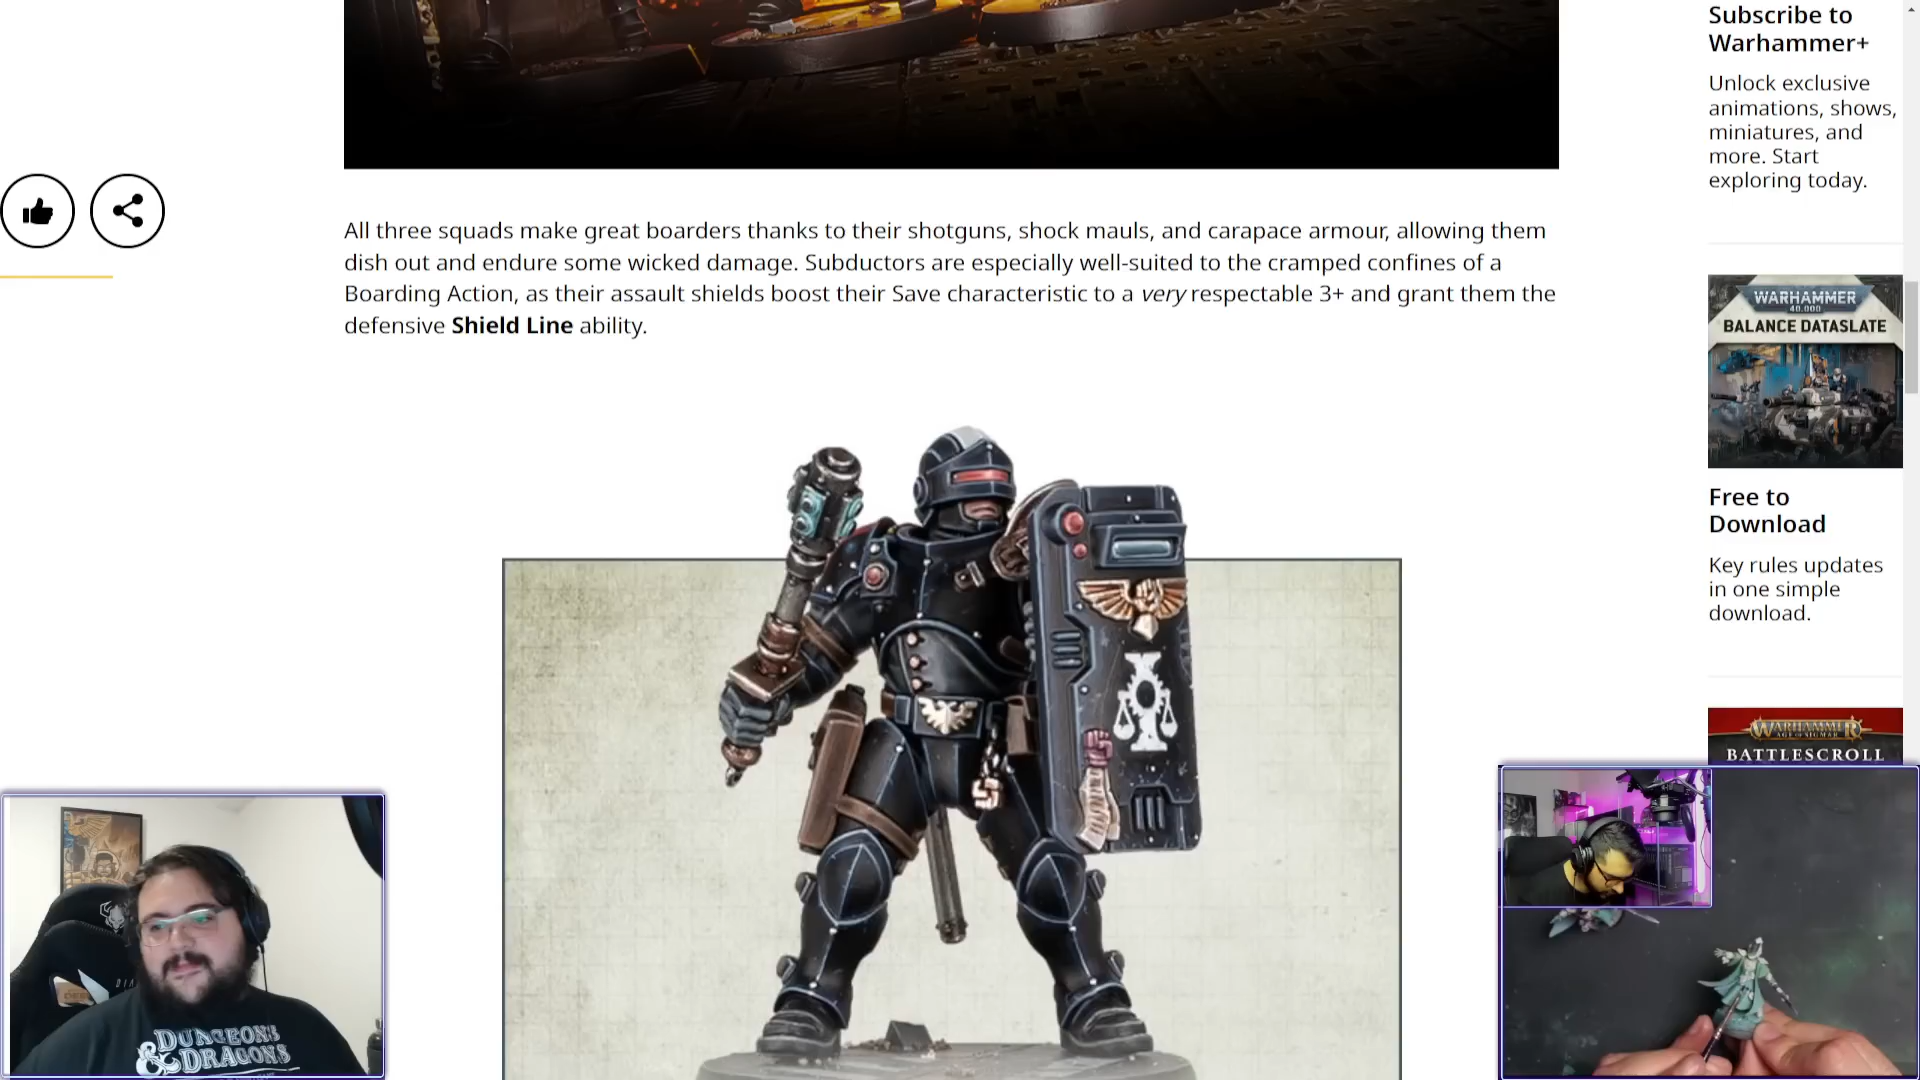 Subscribe to
Warhammer+
Unlock exclusive
animations, shows,
miniatures, and
more. Start
exploring today.
All three squads make great boarders thanks to their shotguns, shock mauls, and carapace armour, allowing them
dish out and endure some wicked damage. Subductors are especially well-suited to the cramped confines of a
Boarding Action, as their assault shields boost their Save characteristic to a very respectable 3+ and grant them the
defensive Shield Line ability.
WARHAMMER
40,000
BALANCE DATASLATE
Free to
Download
Key rules updates
in one simple
download.
WARHAMMER
AGE OF SIGMAR
BATTLESCROLL
DUNGEONS
& DRAGONS